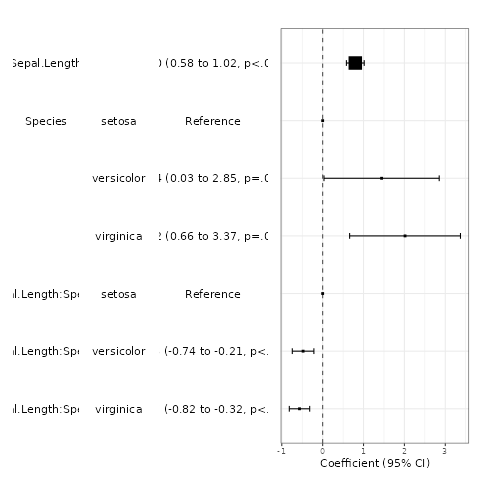 Sepal.Length (0.58 to 1.02, p<.0
Species setosa Reference
versicolor (0.03 to 2.85, p=.0
virginica (0.66 to 3.37, p=.0
al.Length:Spe setosa Reference
al.Length:Spe versicolor (-0.74 to -0.21, p<.
al.Length:Spe virginica (-0.82 to -0.32, p<.
-1 0 1 2 3
Coefficient (95% CI)